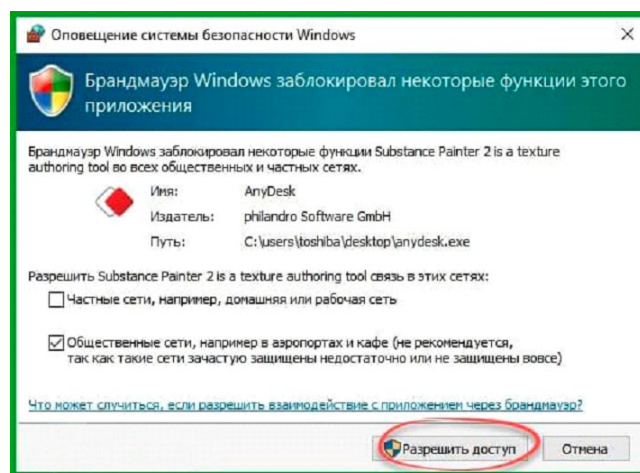 Оповещение системы безопасности Windows
Брандмауэр Windows заблокировал некоторые функции этого
приложения
Брандмауэр Windows заблокировал некоторые функции Substance Painter 2 is a texture
authoring tool во всех общественных и частных сетях.
Имя: AnyDesk
Издатель: philandro Software GmbH
Путь: C:\users\toshiba\desktop\anydesk.exe
Разрешить Substance Painter 2 is a texture authoring tool связь в этих сетях:
Частные сети, например, домашняя или рабочая сеть
Общественные сети, например в аэропортах и кафе (не рекомендуется,
так как такие сети зачастую защищены недостаточно или не защищены вовсе)
Что может случиться, если разрешить взаимодействие с приложением через брандмауэр?
Разрешить доступ Отмена